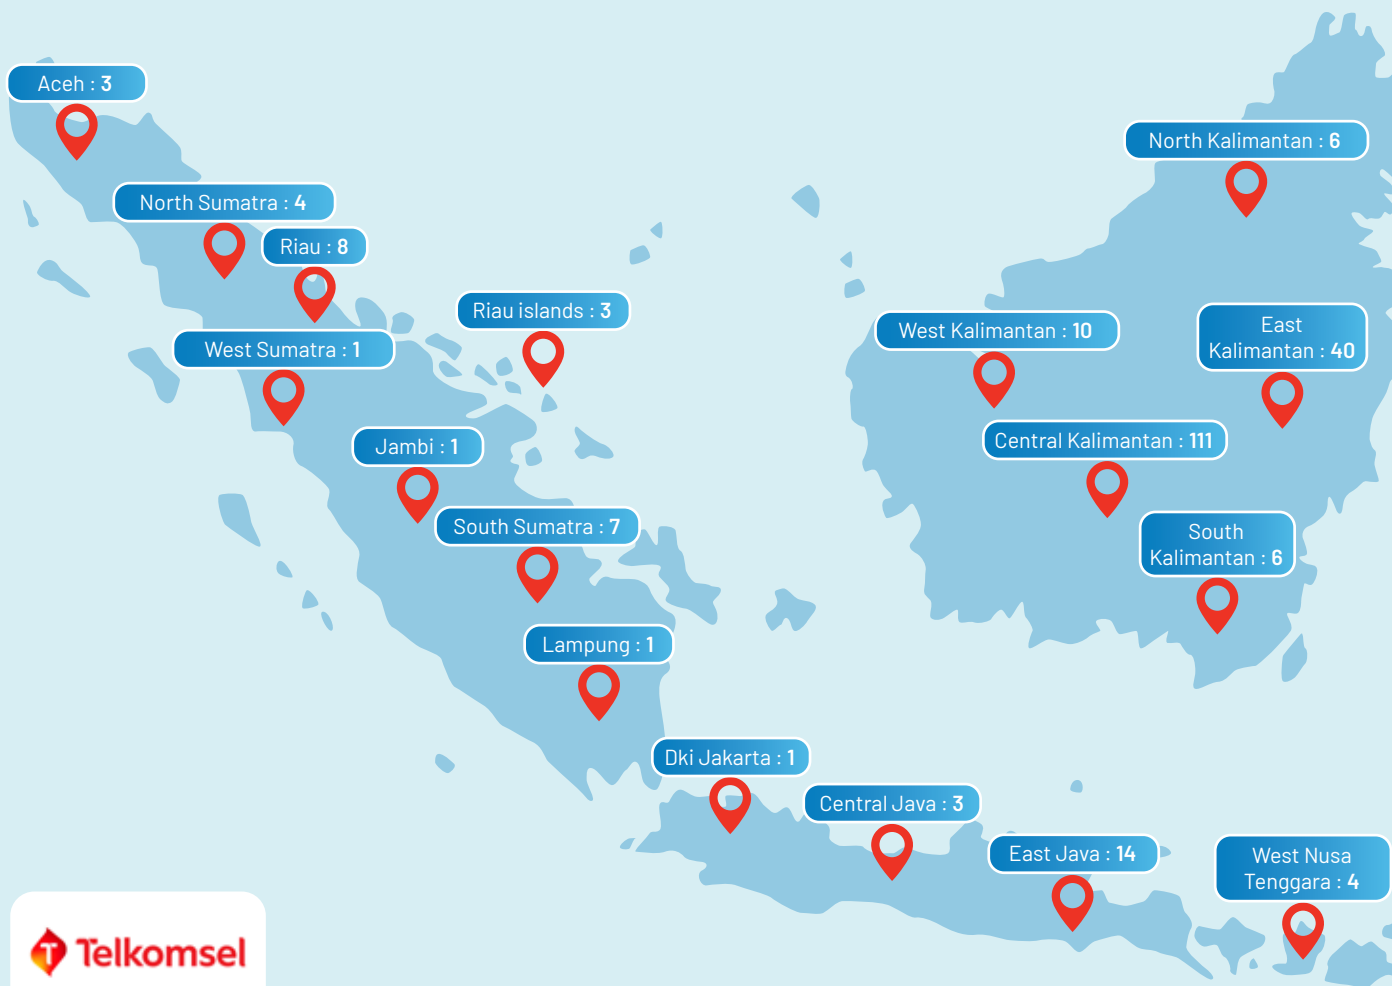 Aceh : 3
North Kalimantan : 6
North Sumatra : 4
Riau : 8
Riau islands : 3
West Sumatra : 1
West Kalimantan : 10
East
Kalimantan : 40
Jambi : 1
Central Kalimantan : 111
South Sumatra : 7
South
Kalimantan : 6
Lampung : 1
Dki Jakarta : 1
Central Java : 3
East Java : 14
West Nusa
Tenggara : 4
Telkomsel